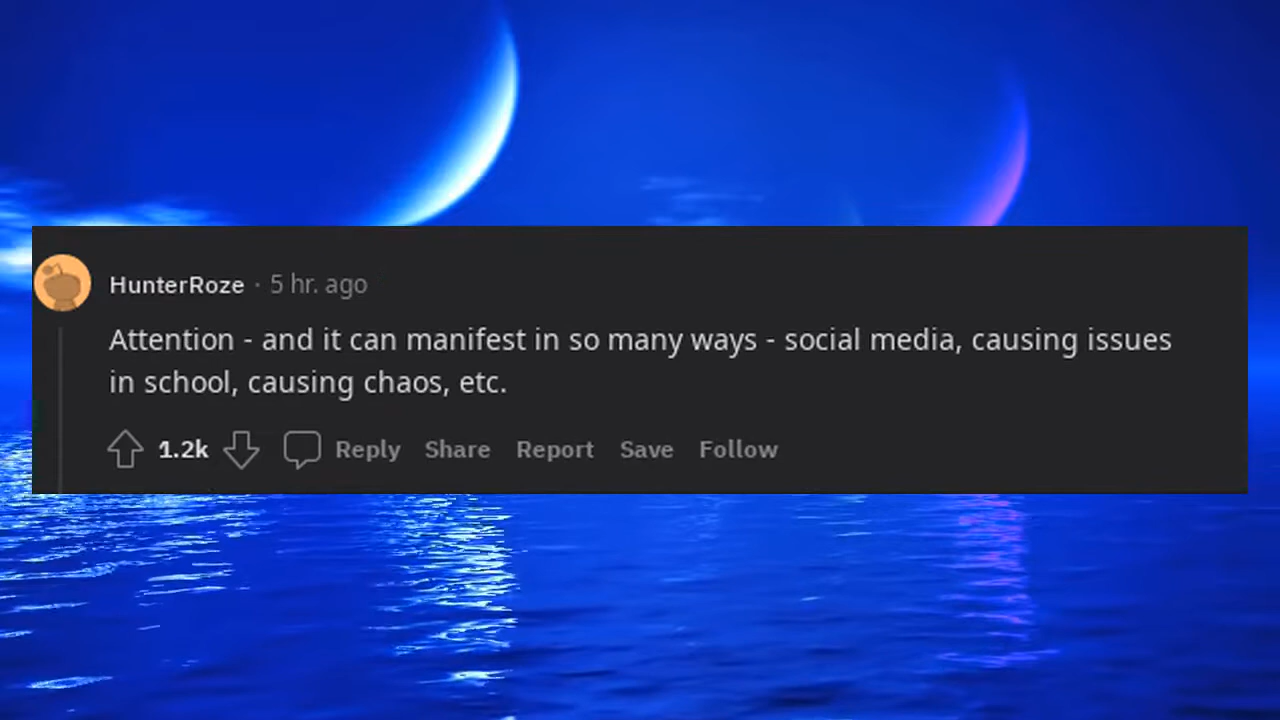 HunterRoze · 5 hr. ago
Attention - and it can manifest in so many ways - social media, causing issues
in school, causing chaos, etc.
1.2k Reply Share Report Save Follow